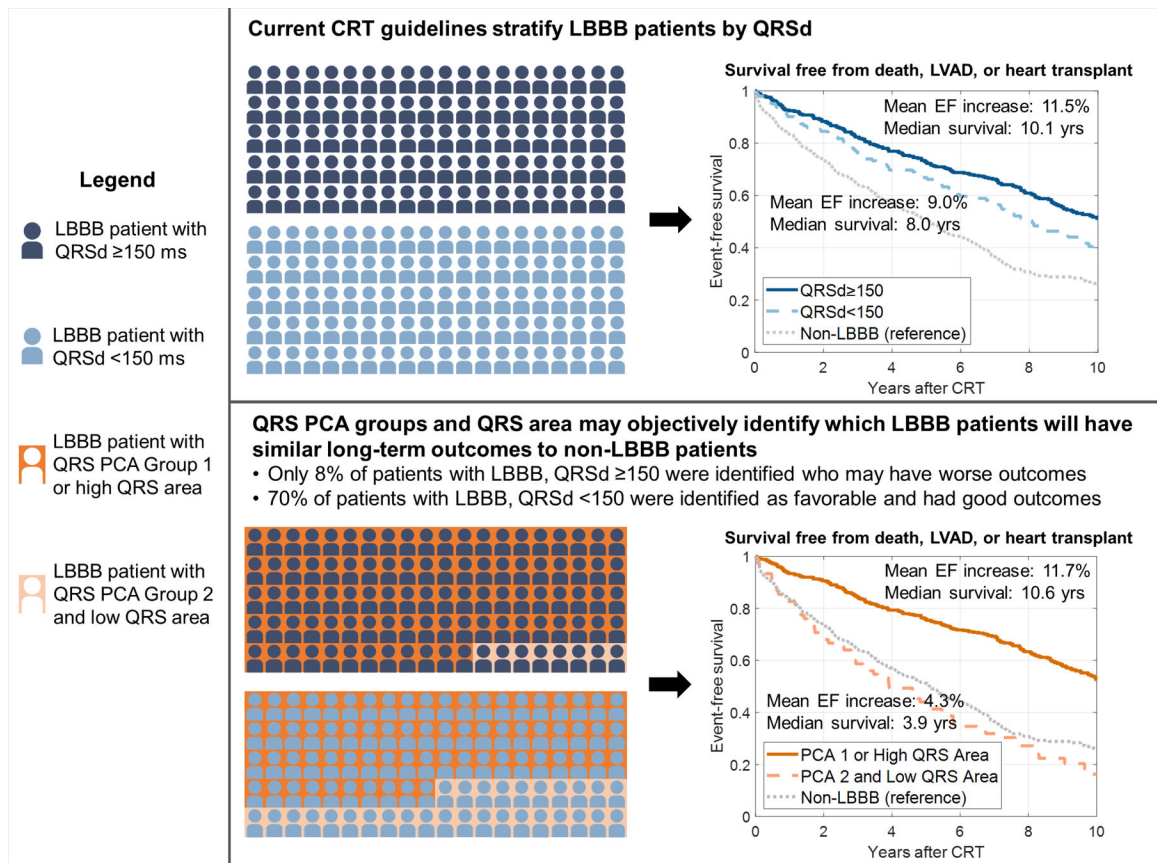 Current CRT guidelines stratify LBBB patients by QRSd
Legend
LBBB patient with
QRSd ≥150 ms
LBBB patient with
QRSd <150 ms
LBBB patient with
QRS PCA Group 1
or high QRS area
LBBB patient with
QRS PCA Group 2
and low QRS area
Survival free from death, LVAD, or heart transplant
Mean EF increase: 11.5%
Median survival: 10.1 yrs
Mean EF increase: 9.0%
Median survival: 8.0 yrs
Event-free survival
1
0.8
0.6
0.4
0.2
0
QRSd≥150
QRSd<150
Non-LBBB (reference)
0 2 4 6 8 10
Years after CRT
QRS PCA groups and QRS area may objectively identify which LBBB patients will have
similar long-term outcomes to non-LBBB patients
• Only 8% of patients with LBBB, QRSd ≥150 were identified who may have worse outcomes
• 70% of patients with LBBB, QRSd <150 were identified as favorable and had good outcomes
Survival free from death, LVAD, or heart transplant
Mean EF increase: 11.7%
Median survival: 10.6 yrs
Mean EF increase: 4.3%
Median survival: 3.9 yrs
Event-free survival
1
0.8
0.6
0.4
0.2
0
PCA 1 or High QRS Area
PCA 2 and Low QRS Area
Non-LBBB (reference)
0 2 4 6 8 10
Years after CRT